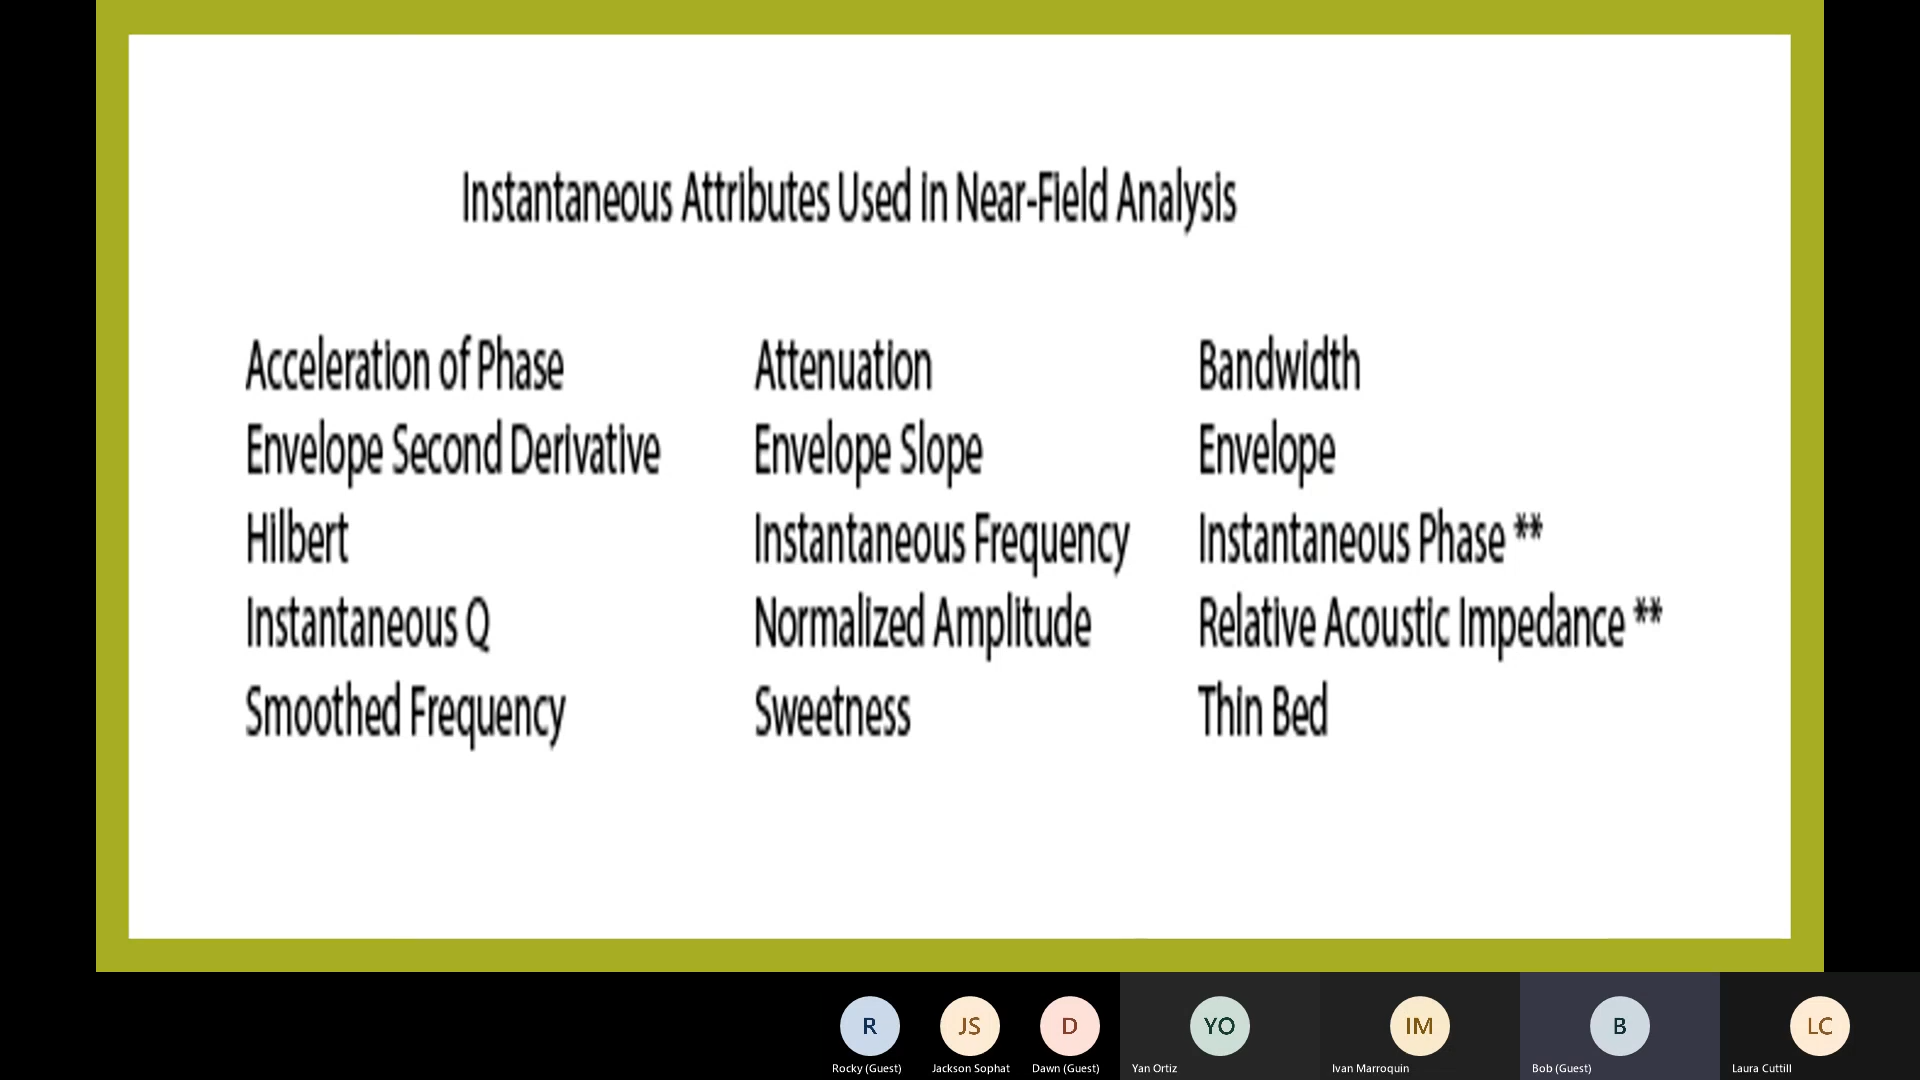 Instantaneous Attributes Used in Near-Field Analysis
Acceleration of Phase Attenuation Bandwidth
Envelope Second Derivative Envelope Slope Envelope
Hilbert Instantaneous Frequency Instantaneous Phase **
Instantaneous Q Normalized Amplitude Relative Acoustic Impedance **
Smoothed Frequency Sweetness Thin Bed
R JS D YO IM B LC
Rocky (Guest) Jackson Sophat Dawn (Guest) Yan Ortiz Ivan Marroquin Bob (Guest) Laura Cuttill